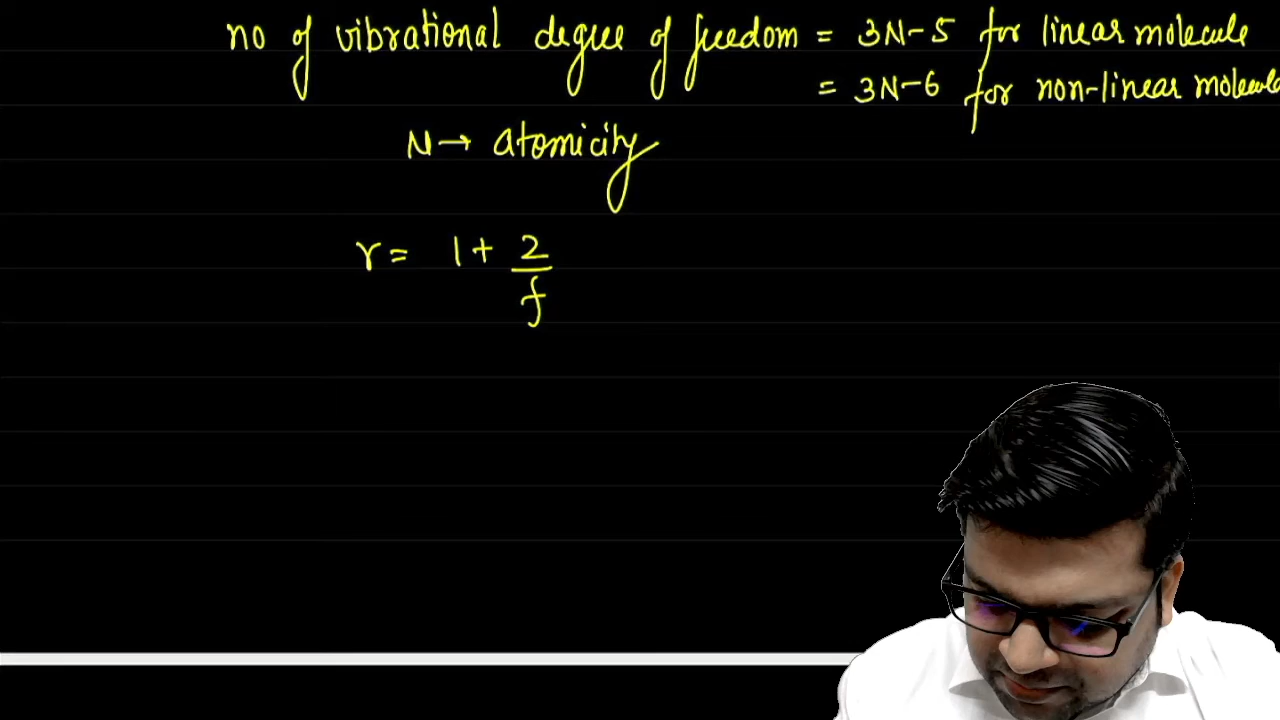 no of vibrational degree of freedom = 3N-5 for linear molecule
= 3N-6 for non-linear molecule
N → atomicity
γ = 1 + 2/f